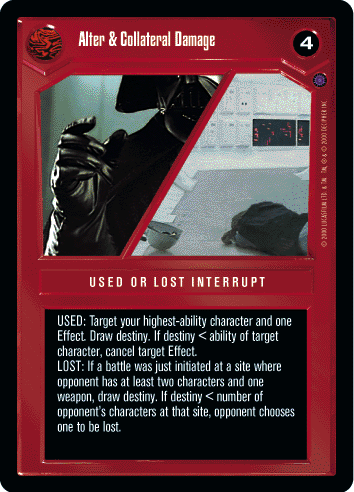 Alter & Collateral Damage
4
USED OR LOST INTERRUPT
USED: Target your highest-ability character and one
Effect. Draw destiny. If destiny < ability of target
character, cancel target Effect.
LOST: If a battle was just initiated at a site where
opponent has at least two characters and one
weapon, draw destiny. If destiny < number of
opponent's characters at that site, opponent chooses
one to be lost.